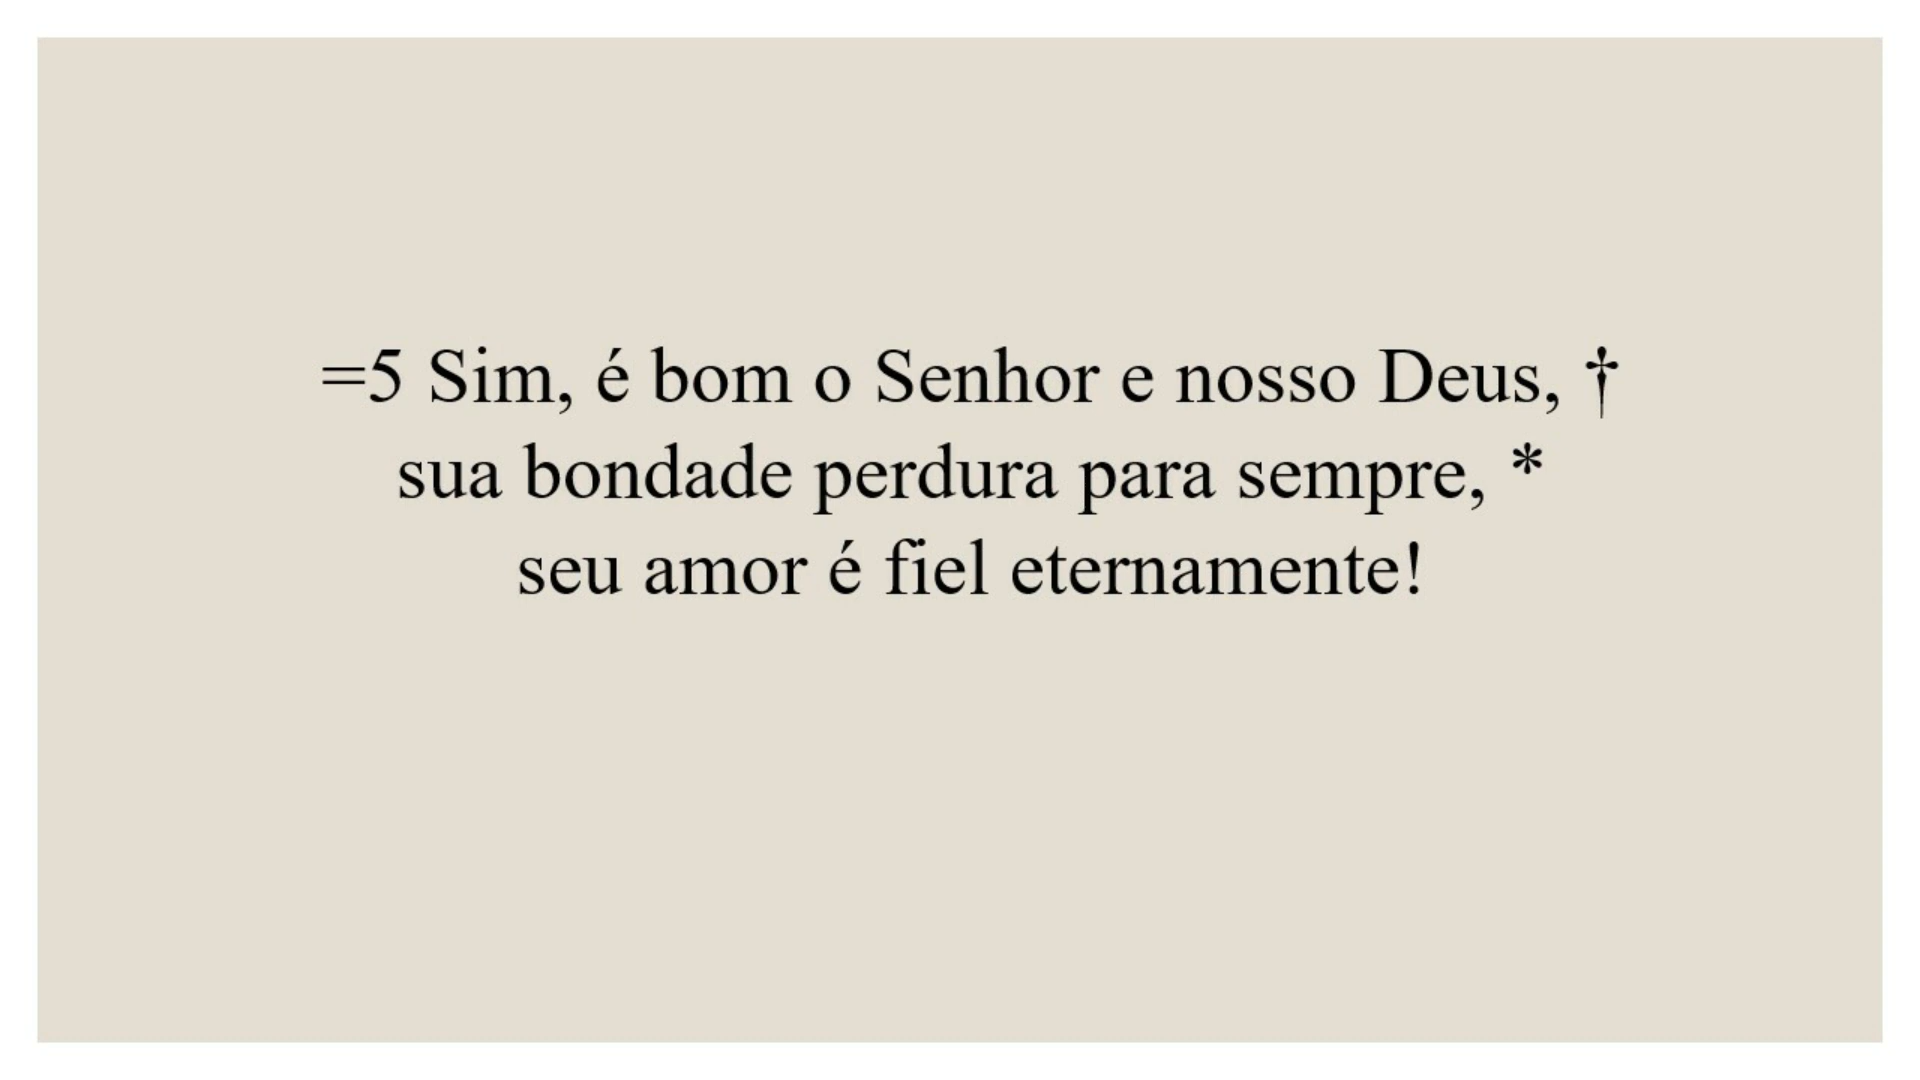 =5 Sim, é bom o Senhor e nosso Deus, †
sua bondade perdura para sempre, *
seu amor é fiel eternamente!